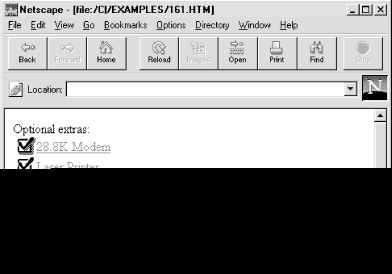 Netscape - [file:/C|/EXAMPLES/161.HTM]
File Edit View Go Bookmarks Options Directory Window Help
Back Forward Home Reload Images Open Print Find Stop
Location:
N
Optional extras:
28.8K Modem
Laser Printer